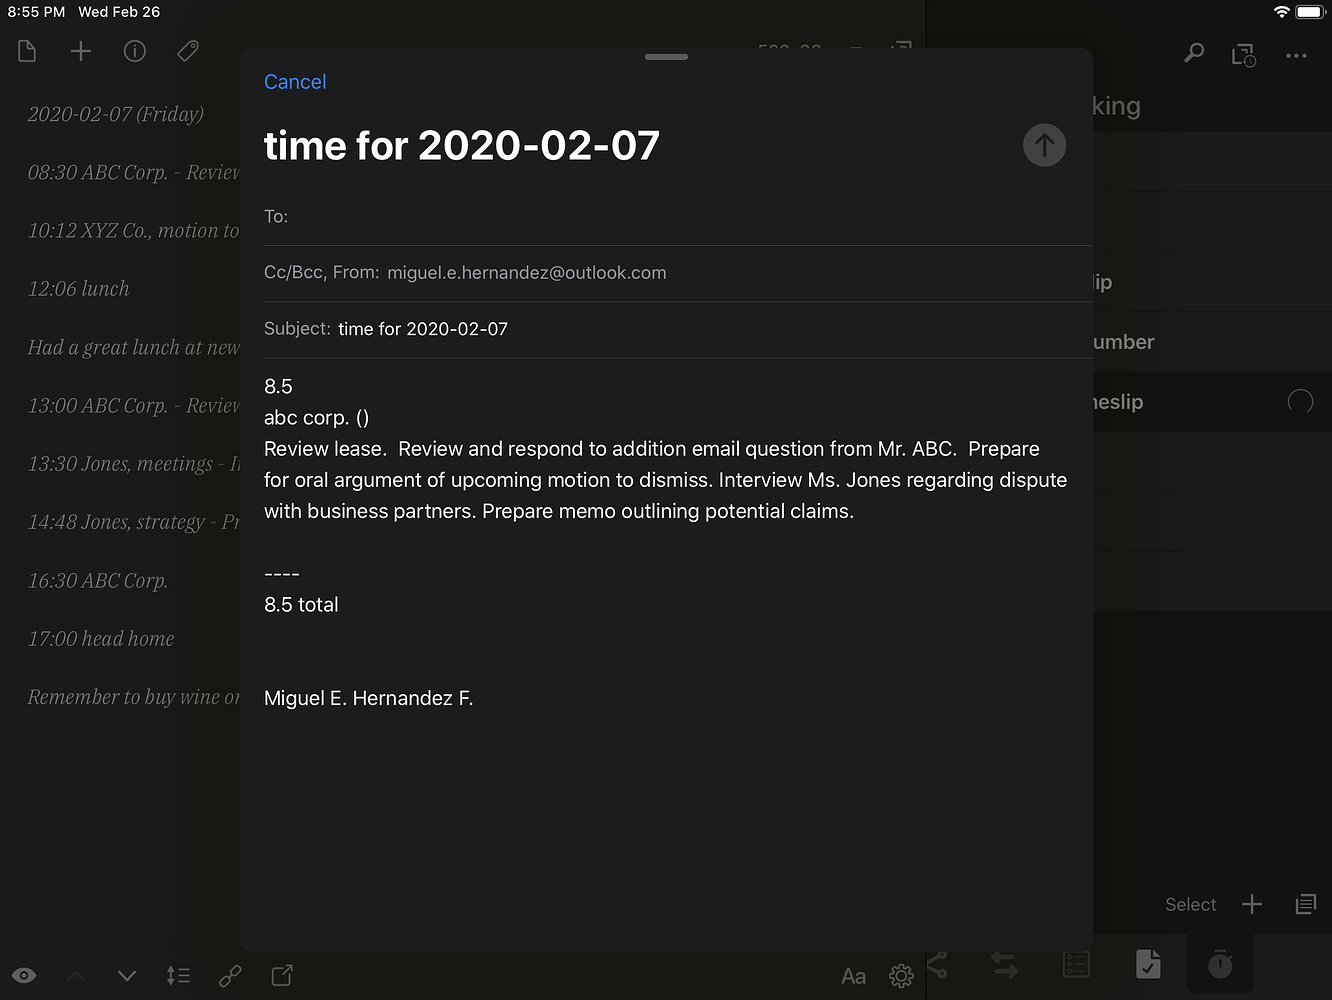 8:55 PM Wed Feb 26
Cancel
time for 2020-02-07
To:
Cc/Bcc, From: miguel.e.hernandez@outlook.com
Subject: time for 2020-02-07
8.5
abc corp. ()
Review lease.  Review and respond to addition email question from Mr. ABC.  Prepare
for oral argument of upcoming motion to dismiss. Interview Ms. Jones regarding dispute
with business partners. Prepare memo outlining potential claims.
----
8.5 total
Miguel E. Hernandez F.
2020-02-07 (Friday)
08:30 ABC Corp. - Review
10:12 XYZ Co., motion to
12:06 lunch
Had a great lunch at new
13:00 ABC Corp. - Review
13:30 Jones, meetings - I
14:48 Jones, strategy - Pr
16:30 ABC Corp.
17:00 head home
Remember to buy wine or
king
lip
umber
neslip
Select
Aa